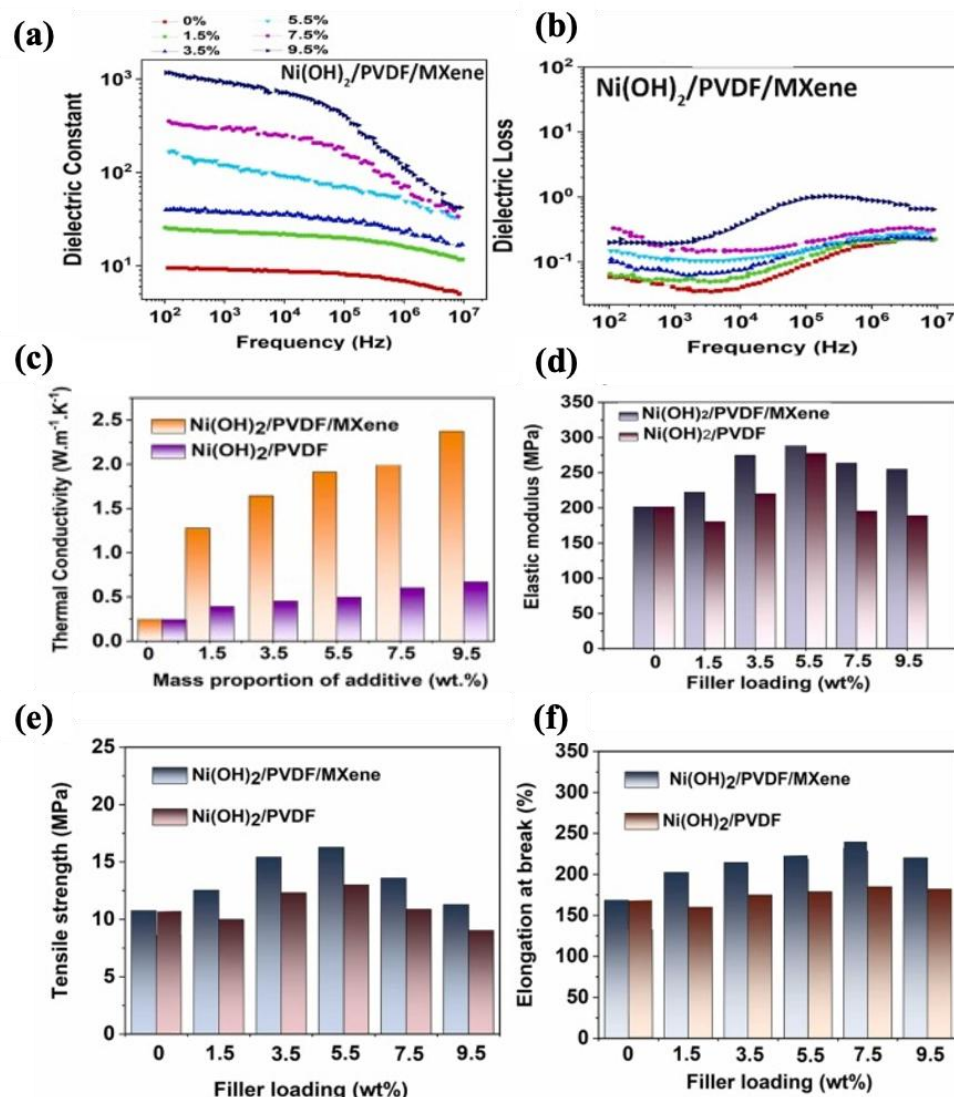 (a)
0%
1.5%
3.5%
5.5%
7.5%
9.5%
Ni(OH)2/PVDF/MXene
Dielectric Constant
10^3
10^2
10^1
10^2 10^3 10^4 10^5 10^6 10^7
Frequency (Hz)
(b)
Ni(OH)2/PVDF/MXene
Dielectric Loss
10^2
10^1
10^0
10^-1
10^2 10^3 10^4 10^5 10^6 10^7
Frequency (Hz)
(c)
Thermal Conductivity (W.m-1.K-1)
Ni(OH)2/PVDF/MXene
Ni(OH)2/PVDF
2.5
2.0
1.5
1.0
0.5
0.0
0 1.5 3.5 5.5 7.5 9.5
Mass proportion of additive (wt.%)
(d)
Elastic modulus (MPa)
Ni(OH)2/PVDF/MXene
Ni(OH)2/PVDF
350
300
250
200
150
100
50
0
0 1.5 3.5 5.5 7.5 9.5
Filler loading (wt%)
(e)
Tensile strength (MPa)
Ni(OH)2/PVDF/MXene
Ni(OH)2/PVDF
25
20
15
10
5
0
0 1.5 3.5 5.5 7.5 9.5
Filler loading (wt%)
(f)
Elongation at break (%)
Ni(OH)2/PVDF/MXene
Ni(OH)2/PVDF
350
300
250
200
150
100
50
0
0 1.5 3.5 5.5 7.5 9.5
Filler loading (wt%)